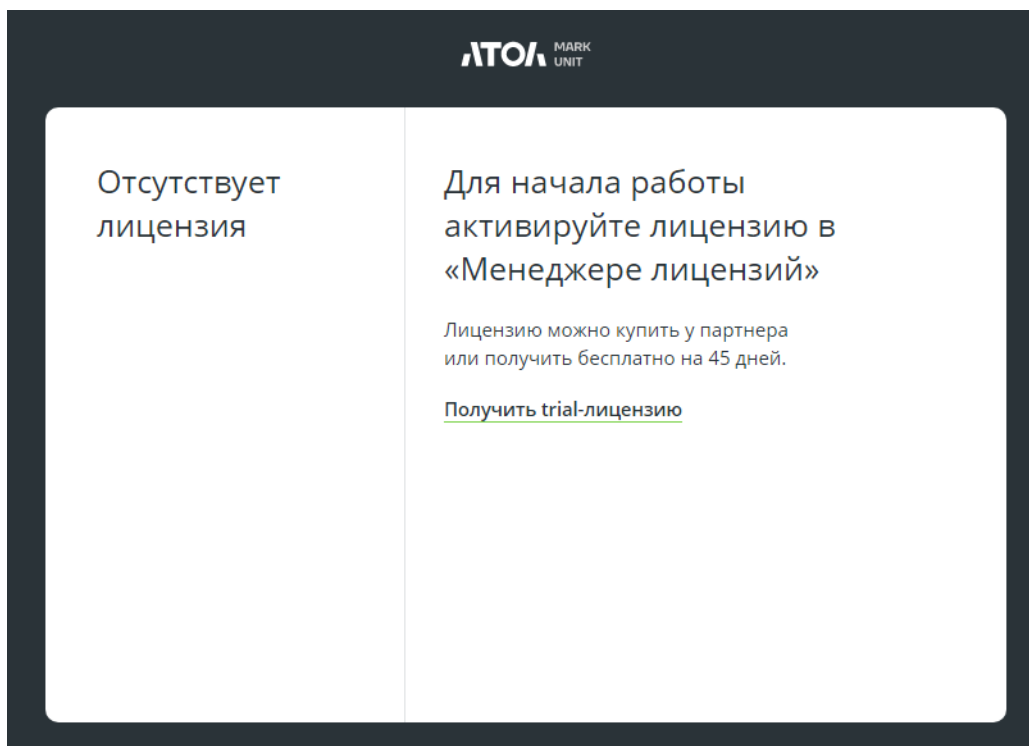 АТОЛ MARK
UNIT
Отсутствует
лицензия
Для начала работы
активируйте лицензию в
«Менеджере лицензий»
Лицензию можно купить у партнера
или получить бесплатно на 45 дней.
Получить trial-лицензию